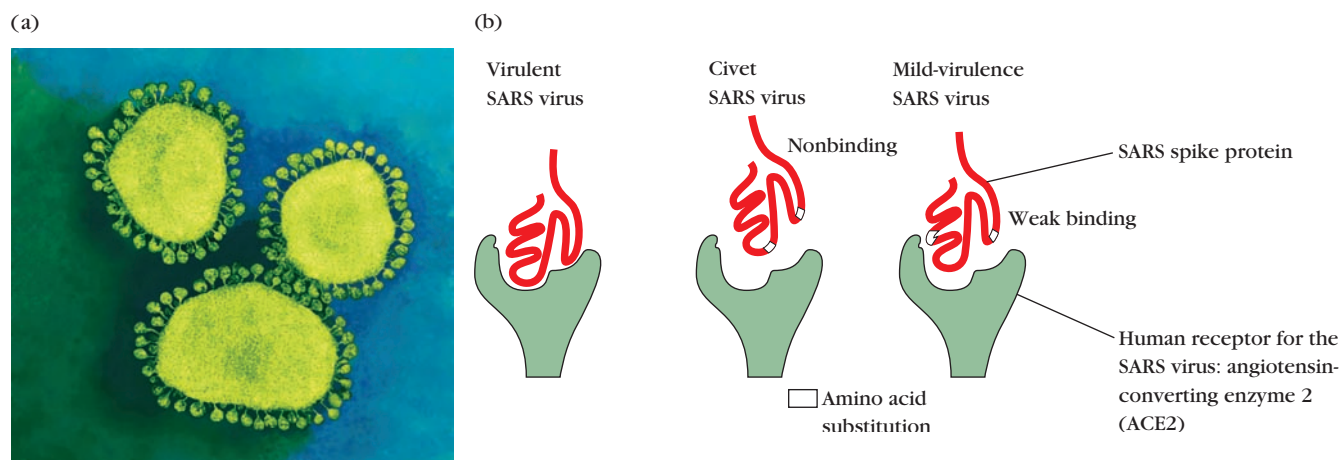 (a)
(b)
Virulent
SARS virus
Civet
SARS virus
Mild-virulence
SARS virus
Nonbinding
SARS spike protein
Weak binding
Human receptor for the
SARS virus: angiotensin-
converting enzyme 2
(ACE2)
Amino acid
substitution